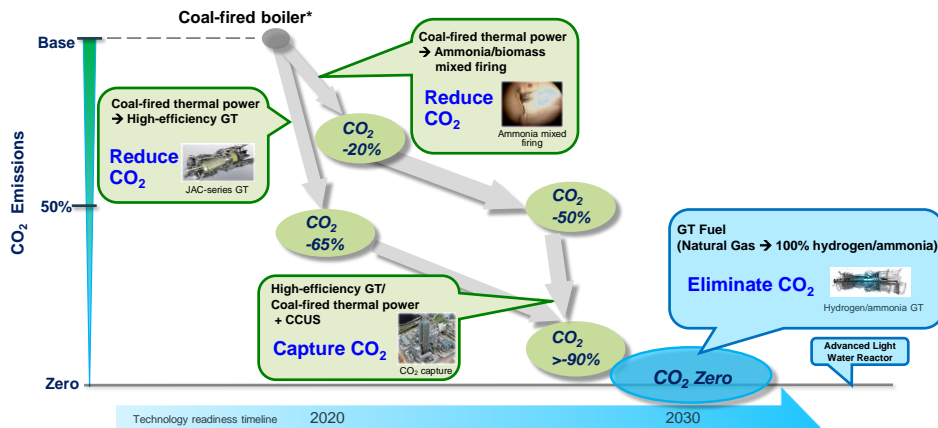 Coal-fired boiler*
Base
CO2 Emissions
50%
Zero
Coal-fired thermal power
→ Ammonia/biomass
mixed firing
Reduce
CO2
Ammonia mixed
firing
Coal-fired thermal power
→ High-efficiency GT
Reduce
CO2
JAC-series GT
CO2
-20%
CO2
-65%
CO2
-50%
GT Fuel
(Natural Gas → 100% hydrogen/ammonia)
Eliminate CO2
Hydrogen/ammonia GT
High-efficiency GT/
Coal-fired thermal power
+ CCUS
Capture CO2
CO2 capture
CO2
>-90%
CO2 Zero
Advanced Light
Water Reactor
Technology readiness timeline
2020
2030